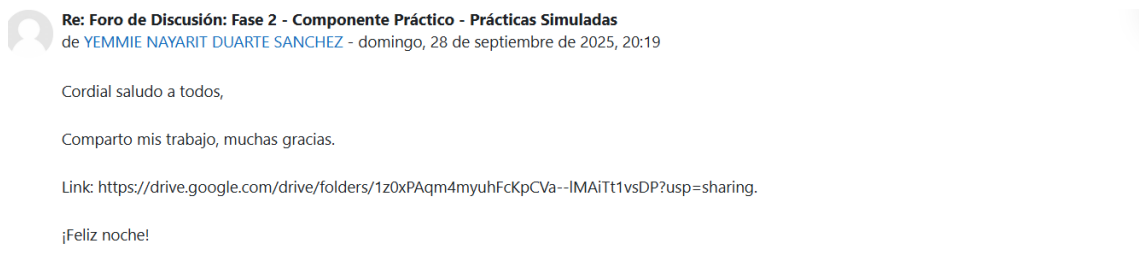 Re: Foro de Discusión: Fase 2 - Componente Práctico - Prácticas Simuladas
de YEMMIE NAYARIT DUARTE SANCHEZ - domingo, 28 de septiembre de 2025, 20:19
Cordial saludo a todos,
Comparto mis trabajo, muchas gracias.
Link: https://drive.google.com/drive/folders/1z0xPAqm4myuhFcKpCVa--lMAiTt1vsDP?usp=sharing.
¡Feliz noche!